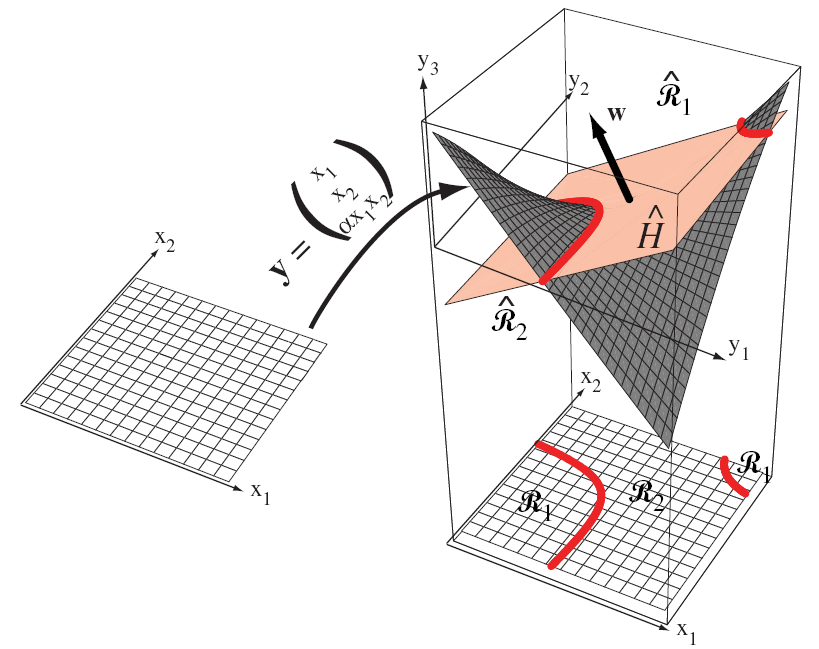 y₃
y₂
ℛ̂₁
w
y = (x₁
x₂
αx₁x₂)
Ĥ
x₂
ℛ̂₂
y₁
x₂
ℛ₁
ℛ₂
ℛ₁
x₁
x₁